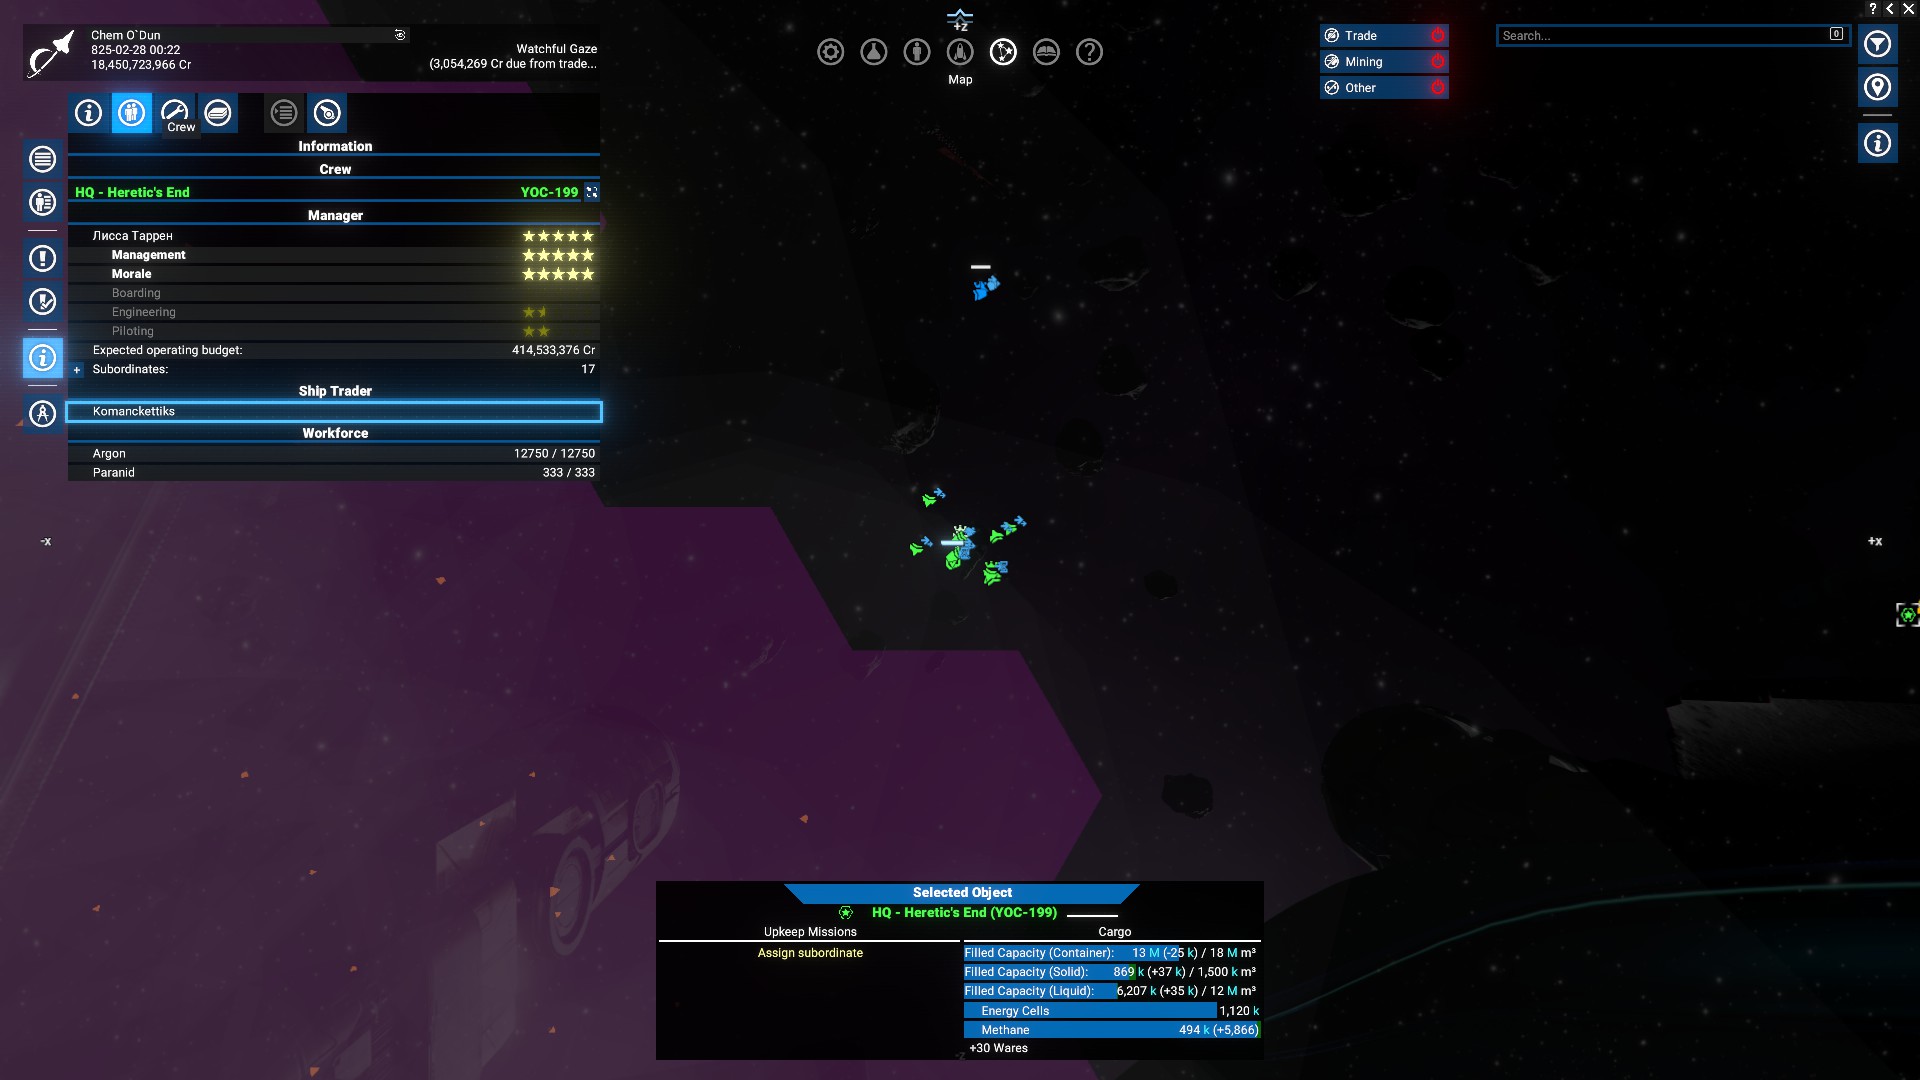 Chem O`Dun
825-02-28 00:22
18,450,723,966 Cr
Watchful Gaze
(3,054,269 Cr due from trade...
Crew
Information
Crew
HQ - Heretic's End YOC-199
Manager
Лисса Таррен
Management
Morale
Boarding
Engineering
Piloting
Expected operating budget: 414,533,376 Cr
+ Subordinates: 17
Ship Trader
Komanckettiks
Workforce
Argon 12750 / 12750
Paranid 333 / 333
+z
Map
Trade
Mining
Other
Search...
0
? < X
-x
+x
Selected Object
HQ - Heretic's End (YOC-199)
Upkeep Missions
Assign subordinate
Cargo
Filled Capacity (Container): 13 M (-25 k) / 18 M m³
Filled Capacity (Solid): 869 k (+37 k) / 1,500 k m³
Filled Capacity (Liquid): 6,207 k (+35 k) / 12 M m³
Energy Cells 1,120 k
Methane 494 k (+5,866)
+30 Wares
-z